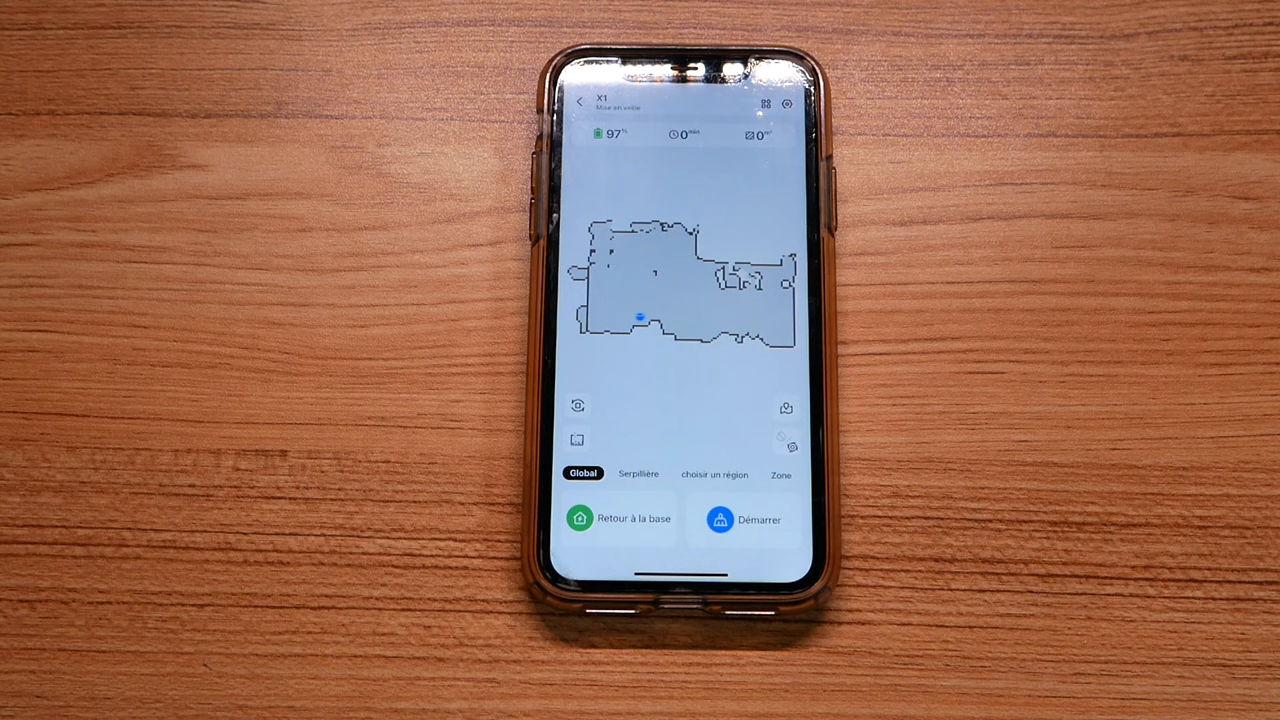 X1
Mise en veille
97% 0min 0m²
Global Serpillière choisir un région Zone
Retour à la base Démarrer